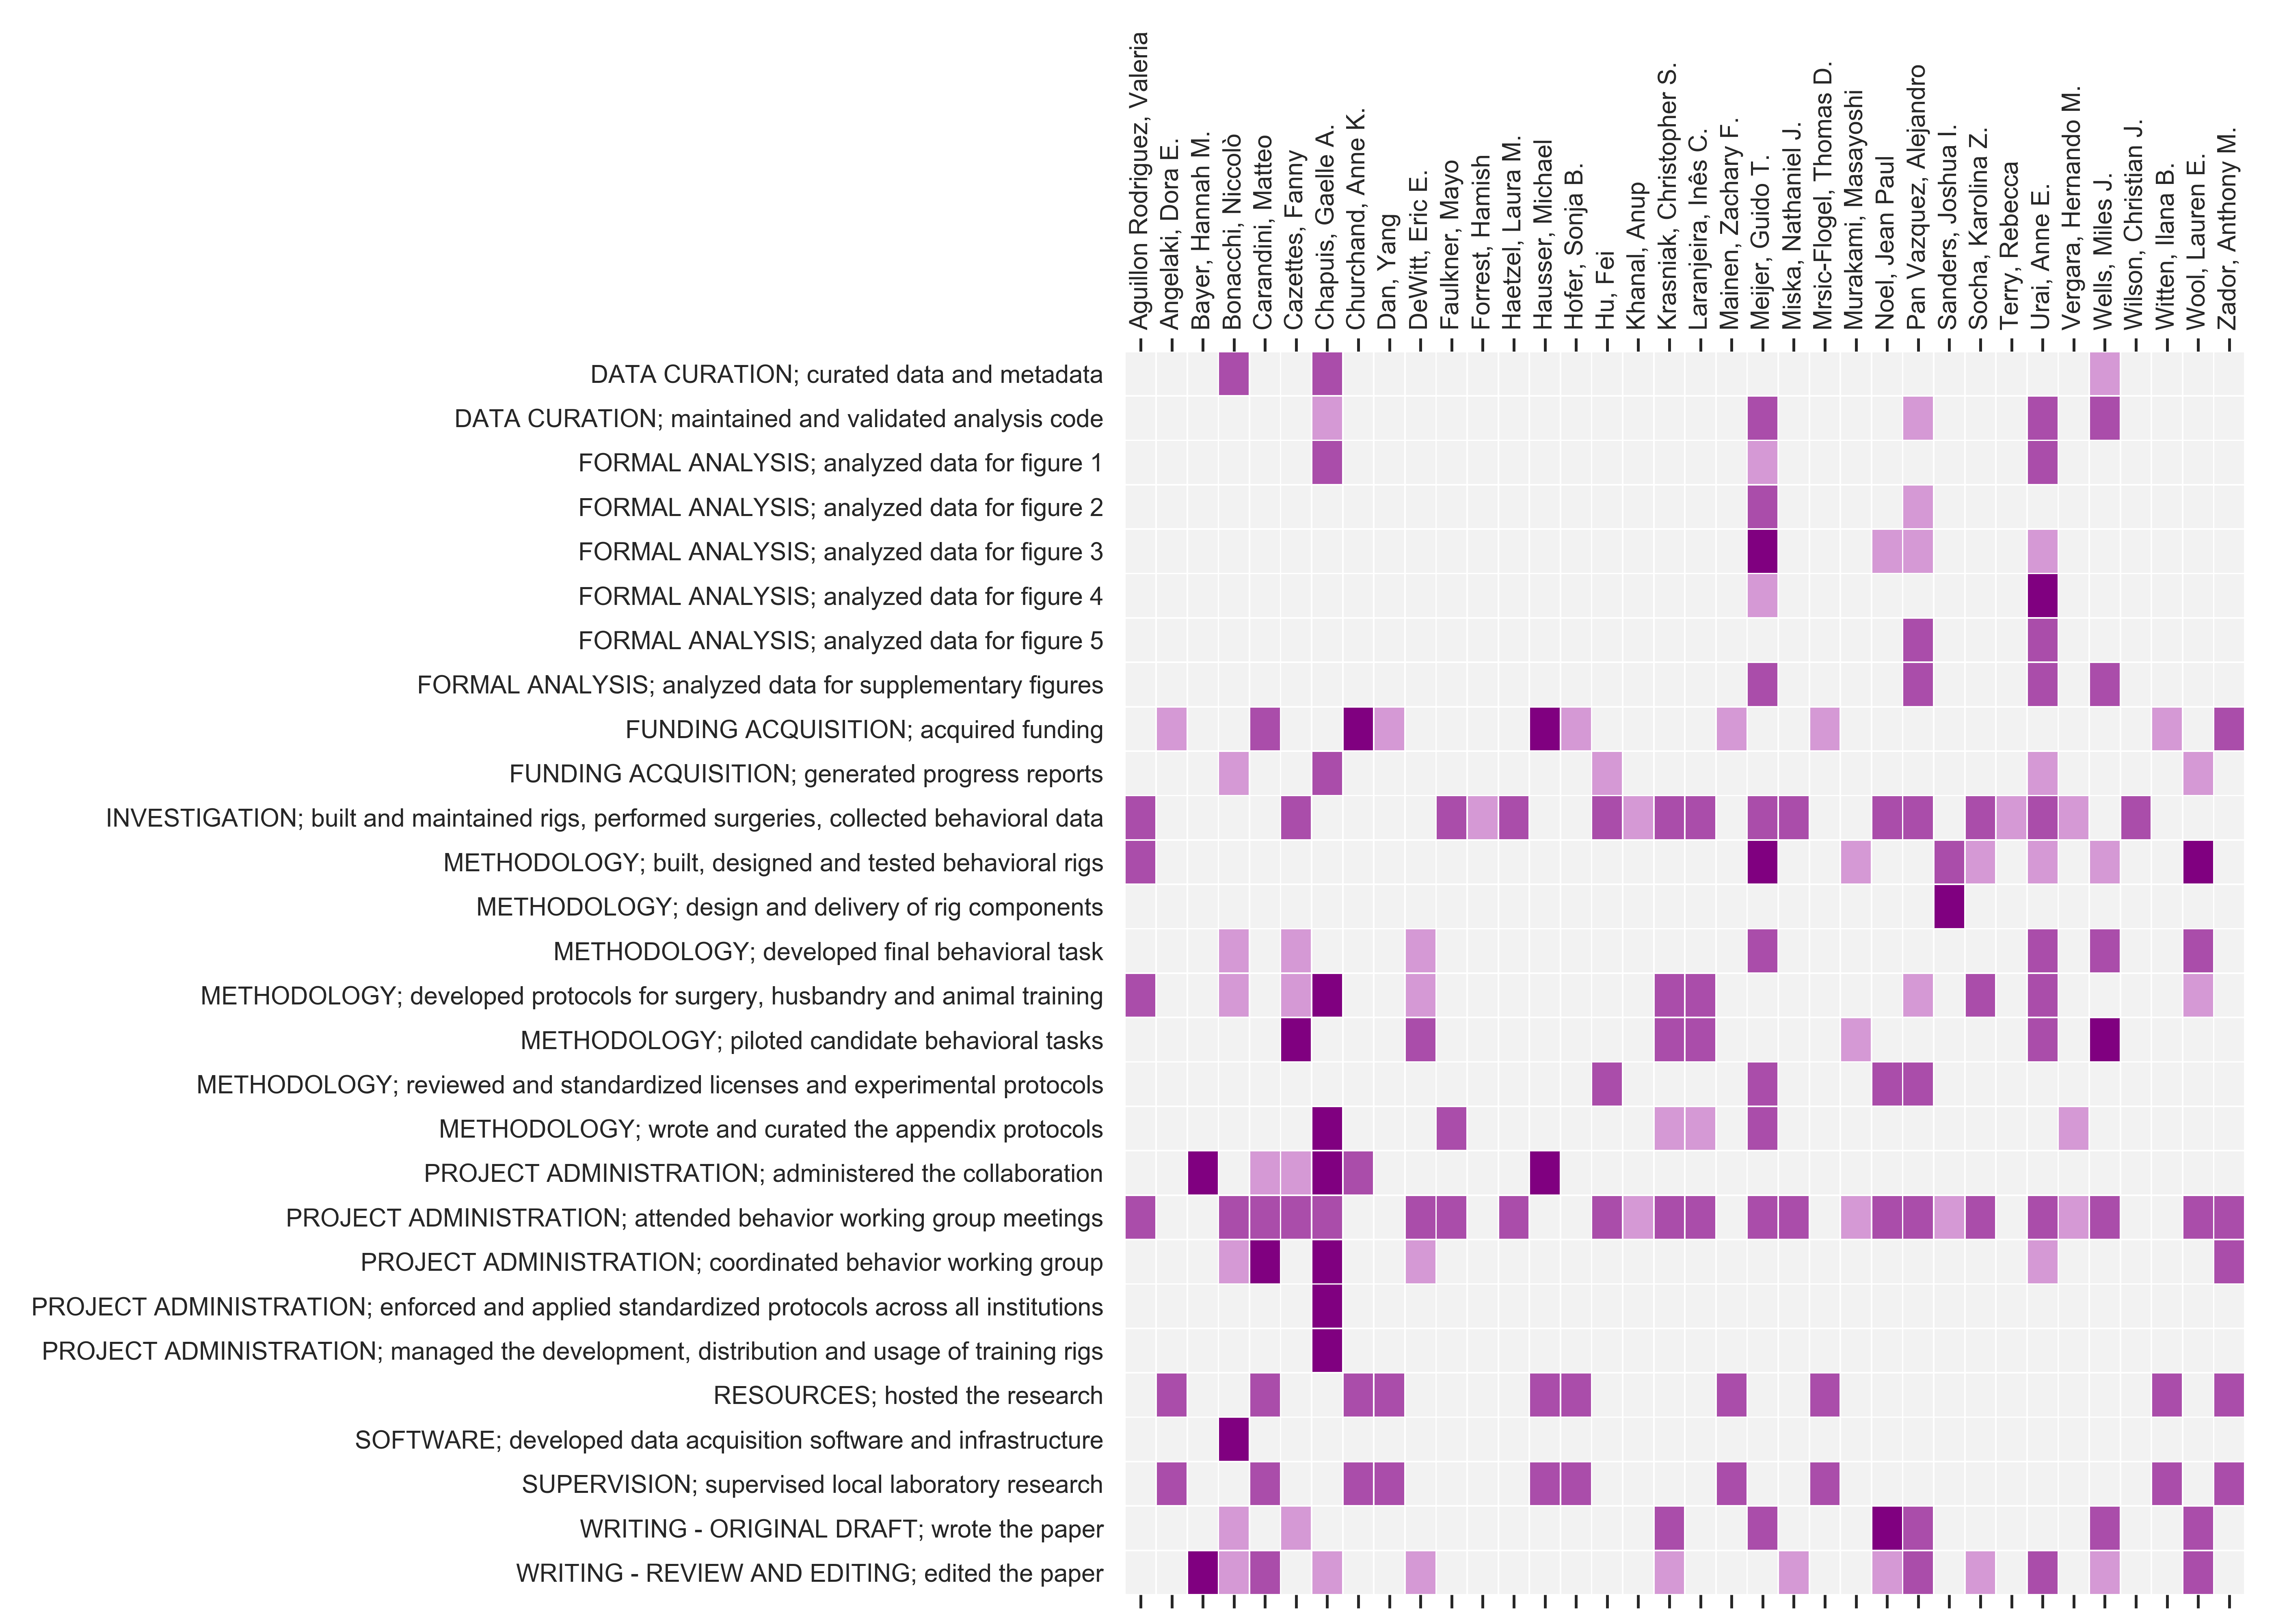 Aguillon Rodriguez, Valeria
Angelaki, Dora E.
Bayer, Hannah M.
Bonacchi, Niccolò
Carandini, Matteo
Cazettes, Fanny
Chapuis, Gaelle A.
Churchand, Anne K.
Dan, Yang
DeWitt, Eric E.
Faulkner, Mayo
Forrest, Hamish
Haetzel, Laura M.
Hausser, Michael
Hofer, Sonja B.
Hu, Fei
Khanal, Anup
Krasniak, Christopher S.
Laranjeira, Inês C.
Mainen, Zachary F.
Meijer, Guido T.
Miska, Nathaniel J.
Mrsic-Flogel, Thomas D.
Murakami, Masayoshi
Noel, Jean Paul
Pan Vazquez, Alejandro
Sanders, Joshua I.
Socha, Karolina Z.
Terry, Rebecca
Urai, Anne E.
Vergara, Hernando M.
Wells, Miles J.
Wilson, Christian J.
Witten, Ilana B.
Wool, Lauren E.
Zador, Anthony M.
DATA CURATION; curated data and metadata
DATA CURATION; maintained and validated analysis code
FORMAL ANALYSIS; analyzed data for figure 1
FORMAL ANALYSIS; analyzed data for figure 2
FORMAL ANALYSIS; analyzed data for figure 3
FORMAL ANALYSIS; analyzed data for figure 4
FORMAL ANALYSIS; analyzed data for figure 5
FORMAL ANALYSIS; analyzed data for supplementary figures
FUNDING ACQUISITION; acquired funding
FUNDING ACQUISITION; generated progress reports
INVESTIGATION; built and maintained rigs, performed surgeries, collected behavioral data
METHODOLOGY; built, designed and tested behavioral rigs
METHODOLOGY; design and delivery of rig components
METHODOLOGY; developed final behavioral task
METHODOLOGY; developed protocols for surgery, husbandry and animal training
METHODOLOGY; piloted candidate behavioral tasks
METHODOLOGY; reviewed and standardized licenses and experimental protocols
METHODOLOGY; wrote and curated the appendix protocols
PROJECT ADMINISTRATION; administered the collaboration
PROJECT ADMINISTRATION; attended behavior working group meetings
PROJECT ADMINISTRATION; coordinated behavior working group
PROJECT ADMINISTRATION; enforced and applied standardized protocols across all institutions
PROJECT ADMINISTRATION; managed the development, distribution and usage of training rigs
RESOURCES; hosted the research
SOFTWARE; developed data acquisition software and infrastructure
SUPERVISION; supervised local laboratory research
WRITING - ORIGINAL DRAFT; wrote the paper
WRITING - REVIEW AND EDITING; edited the paper